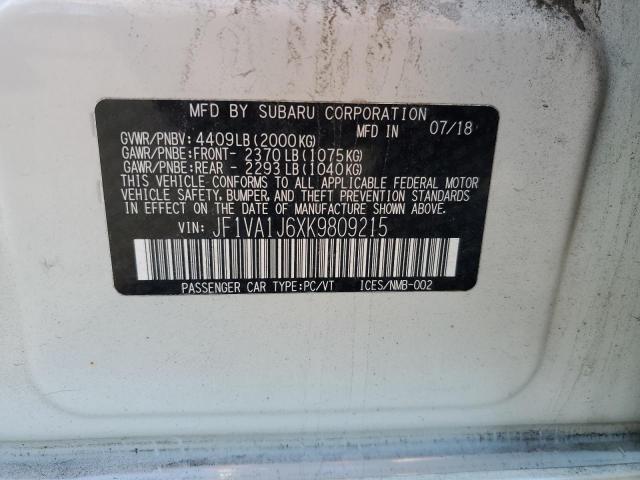 MFD BY SUBARU CORPORATION
MFD IN 07/18
GVWR/PNBV: 4409LB(2000KG)
GAWR/PNBE:FRONT- 2370LB(1075KG)
GAWR/PNBE:REAR - 2293LB(1040KG)
THIS VEHICLE CONFORMS TO ALL APPLICABLE FEDERAL MOTOR
VEHICLE SAFETY, BUMPER, AND THEFT PREVENTION STANDARDS
IN EFFECT ON THE DATE OF MANUFACTURE SHOWN ABOVE.
VIN: JF1VA1J6XK9809215
PASSENGER CAR TYPE:PC/VT ICES/NMB-002